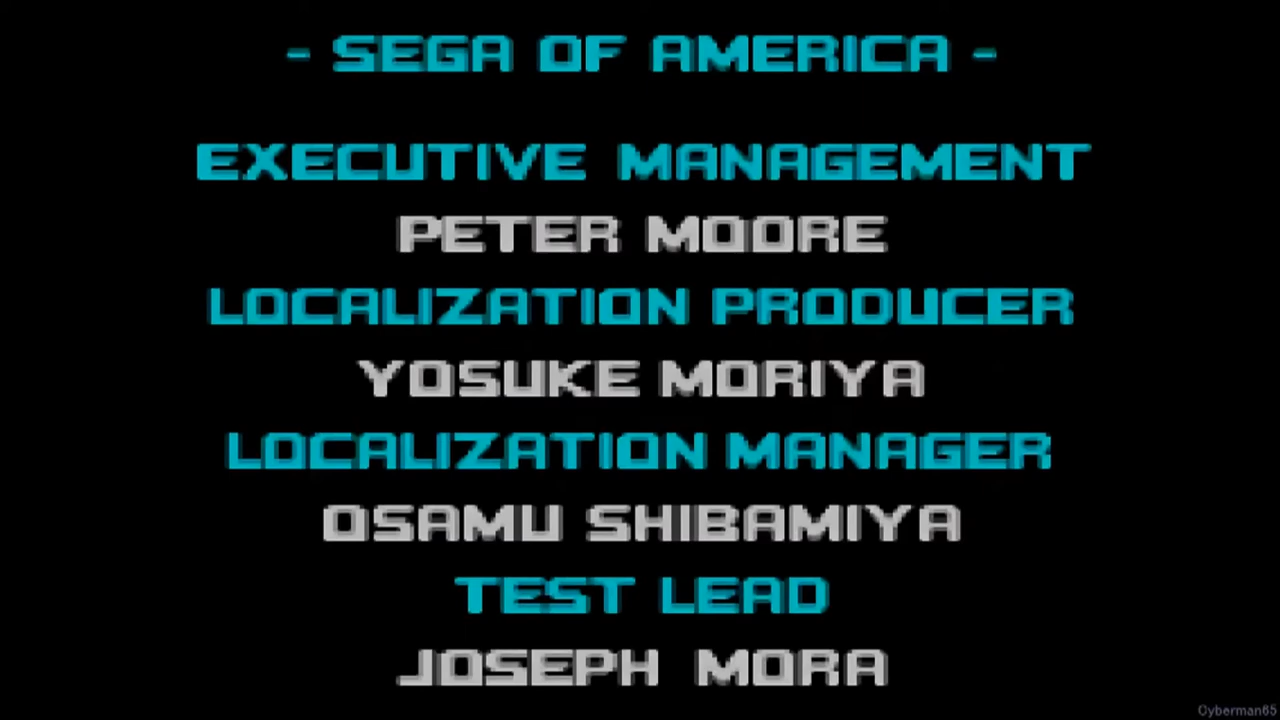 - SEGA OF AMERICA -
EXECUTIVE MANAGEMENT
PETER MOORE
LOCALIZATION PRODUCER
YOSUKE MORIYA
LOCALIZATION MANAGER
OSAMU SHIBAMIYA
TEST LEAD
JOSEPH MORA
Cyberman65